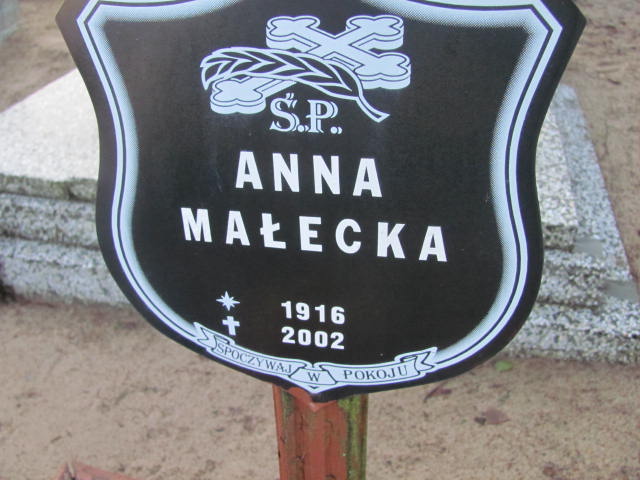 Ś.P.
ANNA
MAŁECKA
1916
2002
SPOCZYWAJ W POKOJU